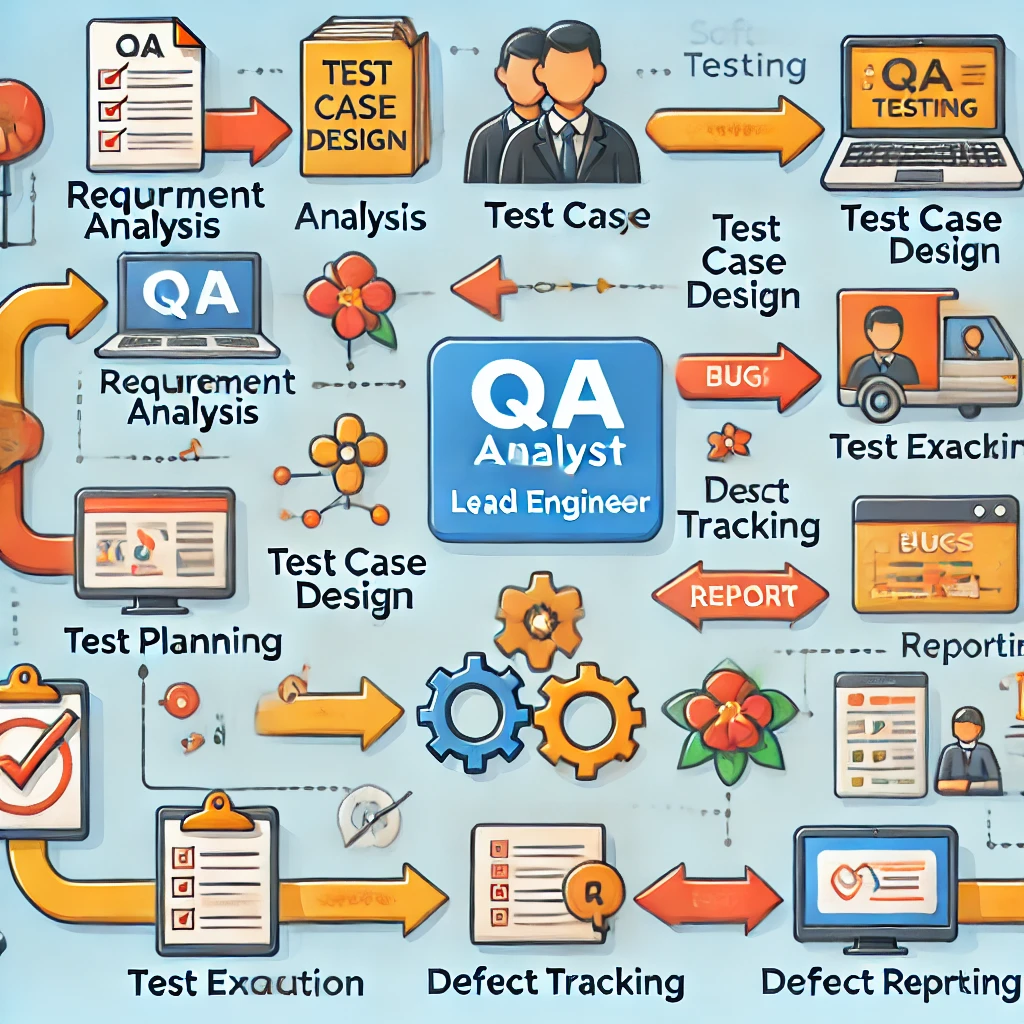 QA
TEST
CASE
DESIGN
Soft
Testing
QA
TESTING
Requrment
Analysis
Analysis
Test Case
Test Case
Design
Test
Case
Design
QA
Requrement
Analysis
BUGS
QA
Analyst
Lead Engineer
Test Exackin
Desct
Tracking
BUGS
Test Case
Design
REPORT
Test Planning
Reportin
R
Test Exaution
Defect Tracking
Defect Reprtking